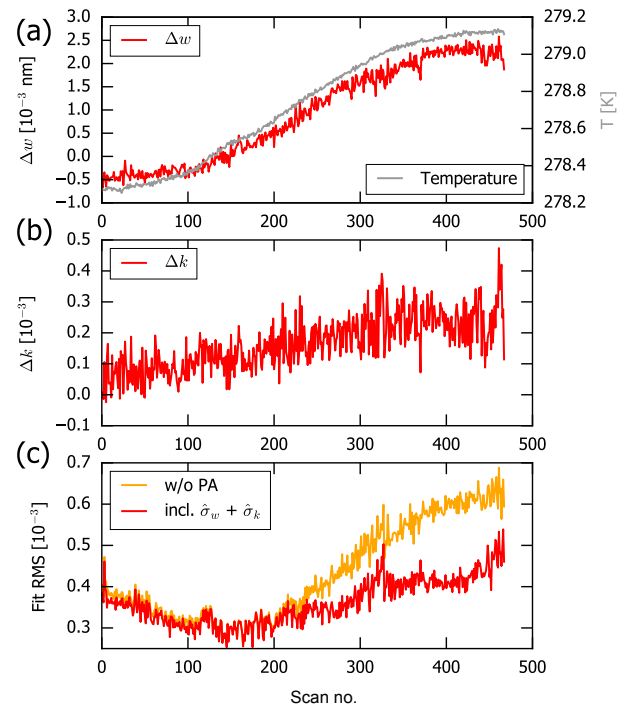 (a)
3.0
2.5
2.0
1.5
1.0
0.5
0.0
−0.5
−1.0
Δw [10⁻³ nm]
Δw
Temperature
279.2
279.0
278.8
278.6
278.4
278.2
T [K]
0 100 200 300 400 500
(b)
0.5
0.4
0.3
0.2
0.1
0.0
−0.1
Δk [10⁻³]
Δk
0 100 200 300 400 500
(c)
0.7
0.6
0.5
0.4
0.3
Fit RMS [10⁻³]
w/o PA
incl. σ̂_w + σ̂_k
0 100 200 300 400 500
Scan no.